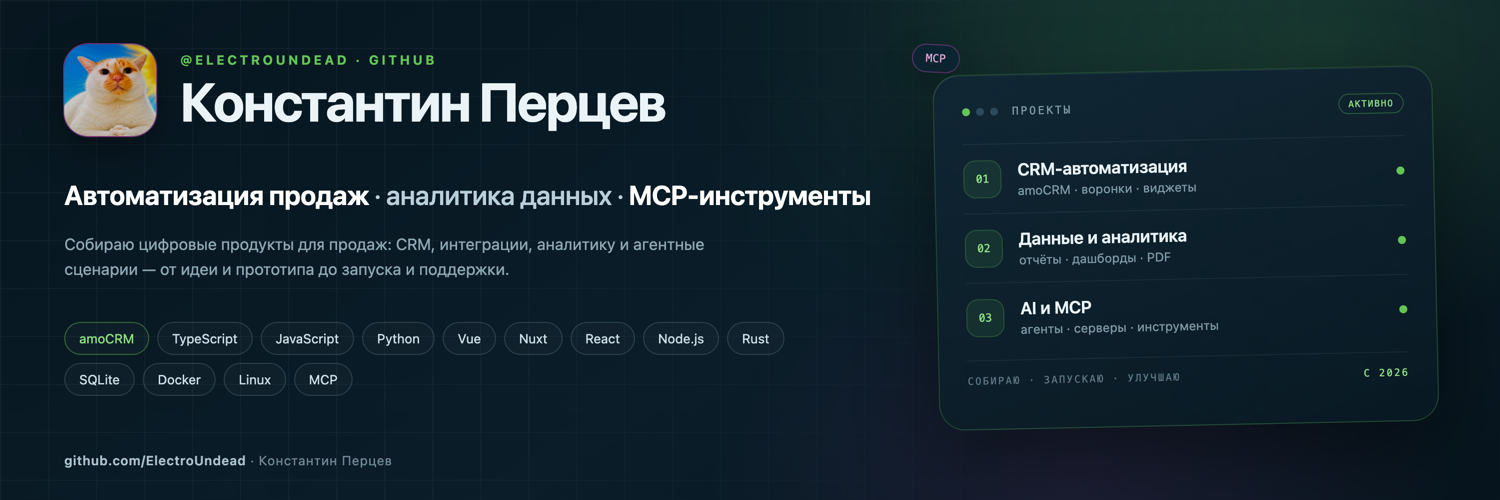 @ELECTROUNDEAD · GITHUB
Константин Перцев
Автоматизация продаж · аналитика данных · MCP-инструменты
Собираю цифровые продукты для продаж: CRM, интеграции, аналитику и агентные
сценарии — от идеи и прототипа до запуска и поддержки.
amoCRM TypeScript JavaScript Python Vue Nuxt React Node.js Rust
SQLite Docker Linux MCP
github.com/ElectroUndead · Константин Перцев
MCP
ПРОЕКТЫ АКТИВНО
01 CRM-автоматизация
amoCRM · воронки · виджеты
02 Данные и аналитика
отчёты · дашборды · PDF
03 AI и MCP
агенты · серверы · инструменты
СОБИРАЮ · ЗАПУСКАЮ · УЛУЧШАЮ С 2026